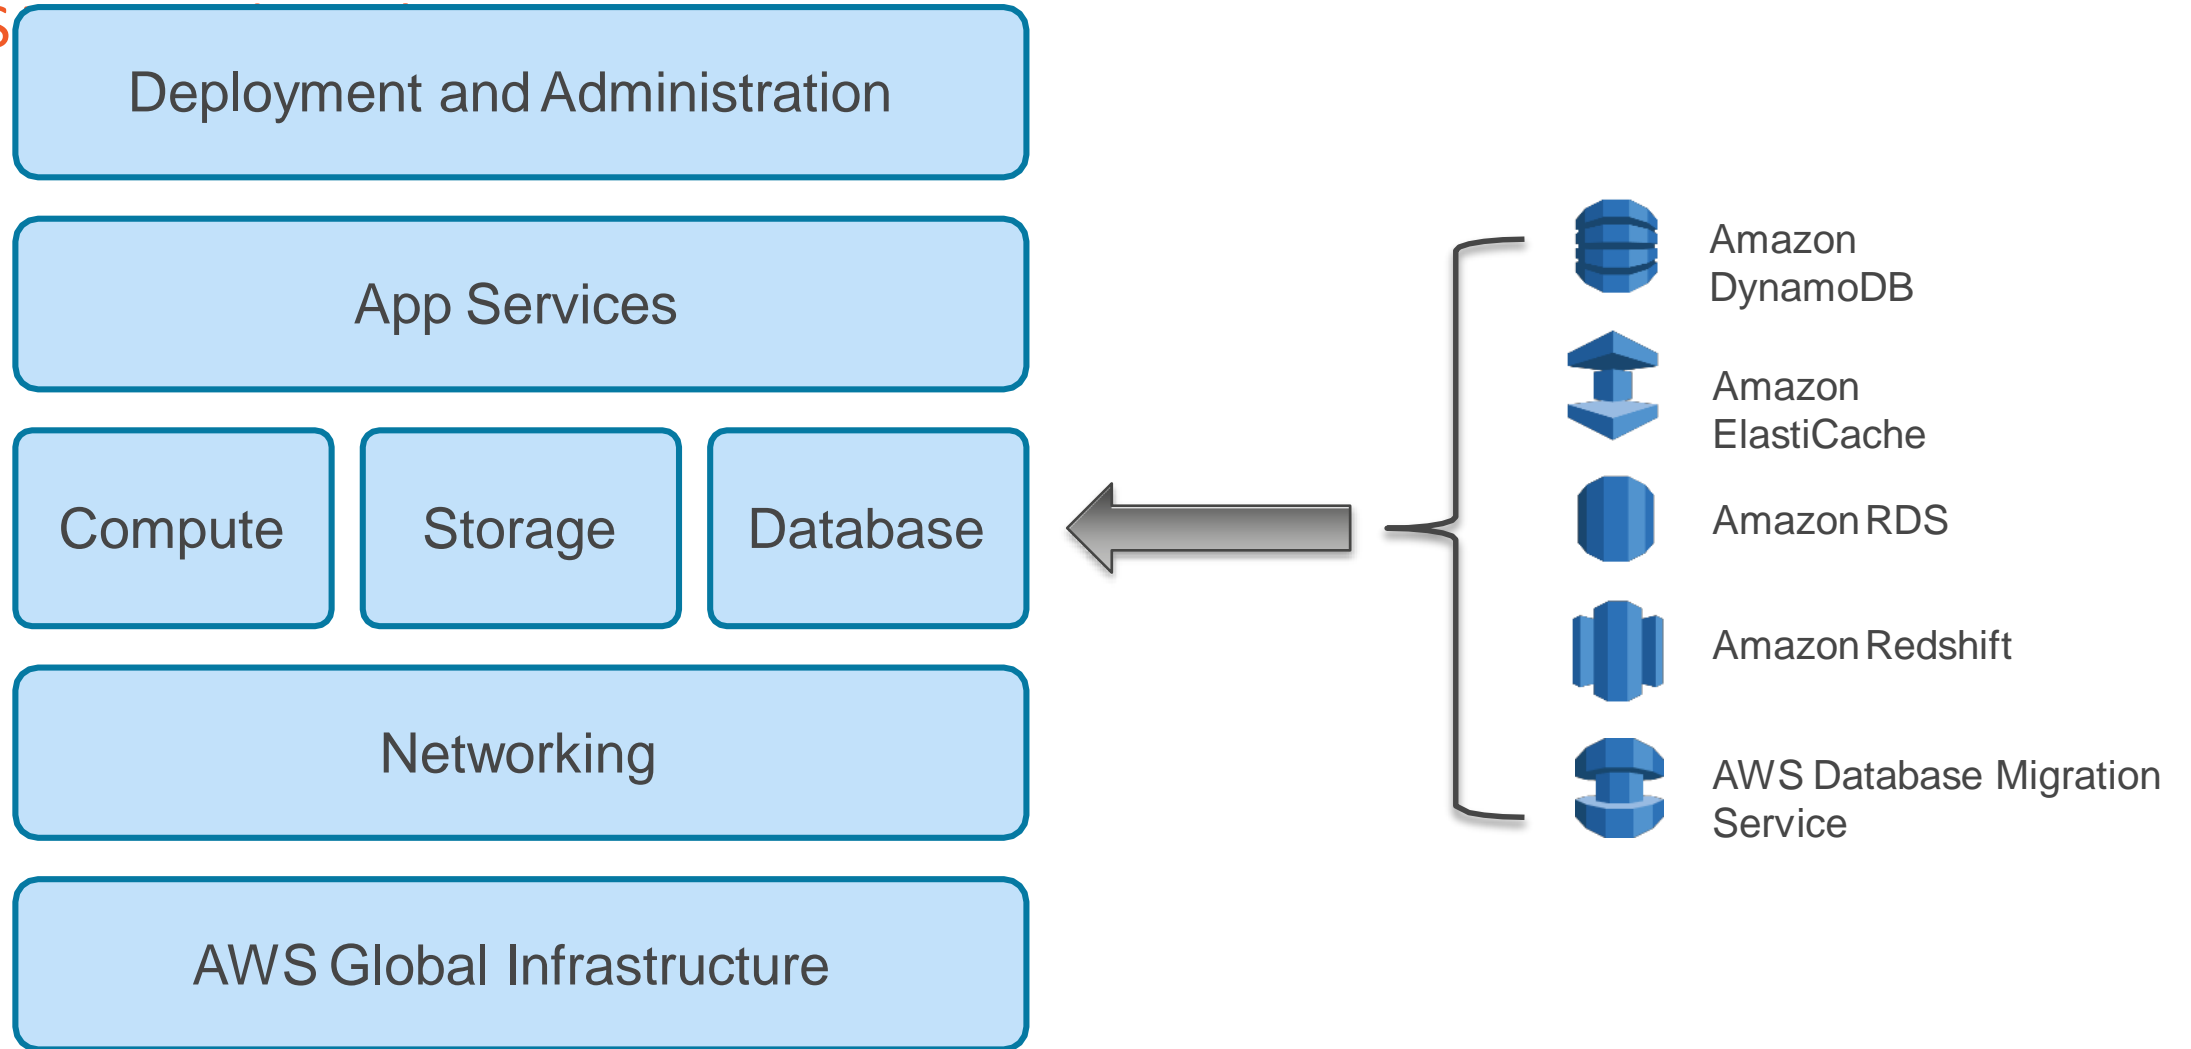 S
Deployment and Administration
App Services
Compute
Storage
Database
Networking
AWS Global Infrastructure
Amazon
DynamoDB
Amazon
ElastiCache
Amazon RDS
Amazon Redshift
AWS Database Migration
Service